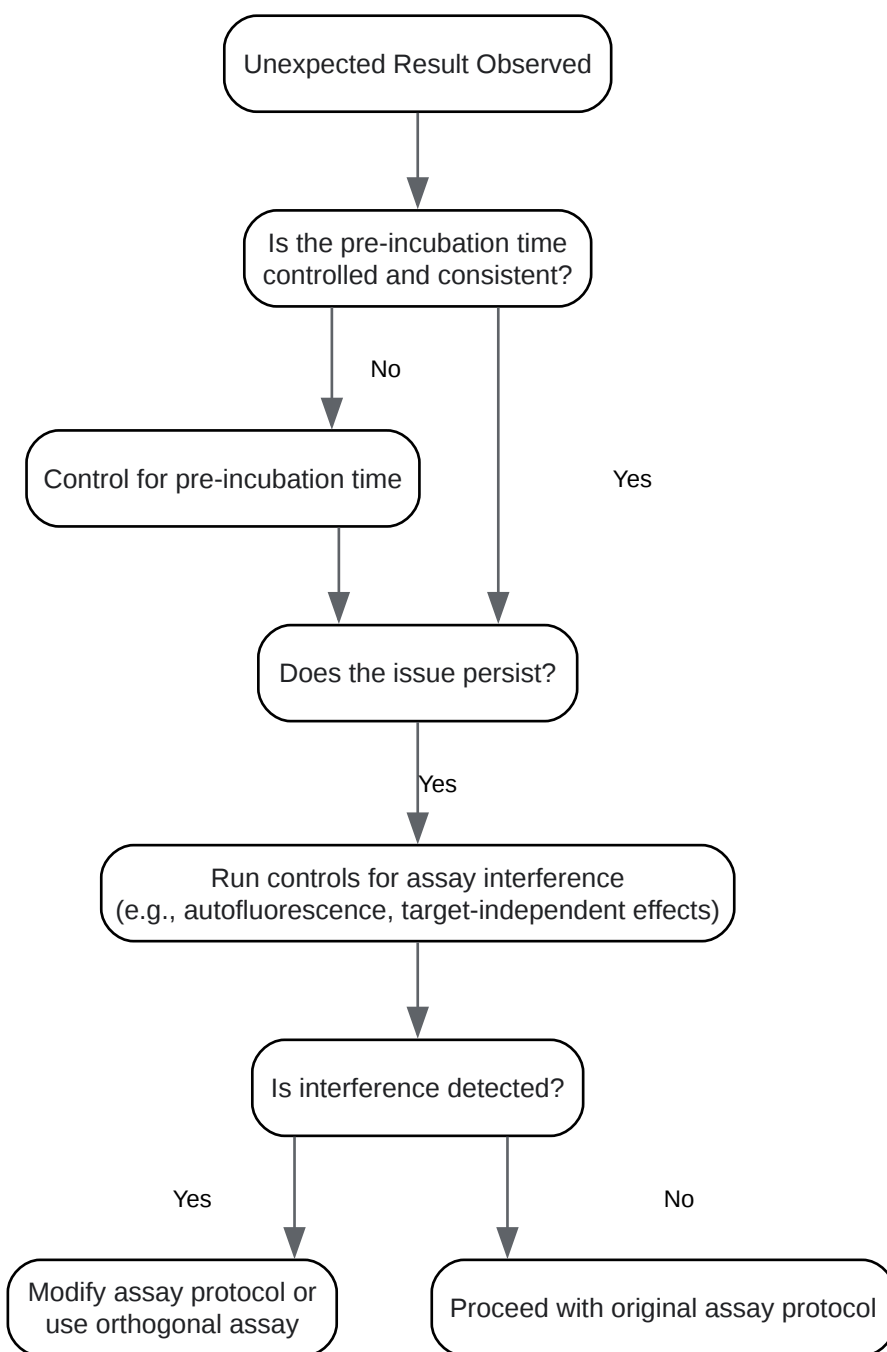 Unexpected Result Observed
Is the pre-incubation time
controlled and consistent?
No
Control for pre-incubation time
Yes
Does the issue persist?
Yes
Run controls for assay interference
(e.g., autofluorescence, target-independent effects)
Is interference detected?
Yes
No
Modify assay protocol or
use orthogonal assay
Proceed with original assay protocol